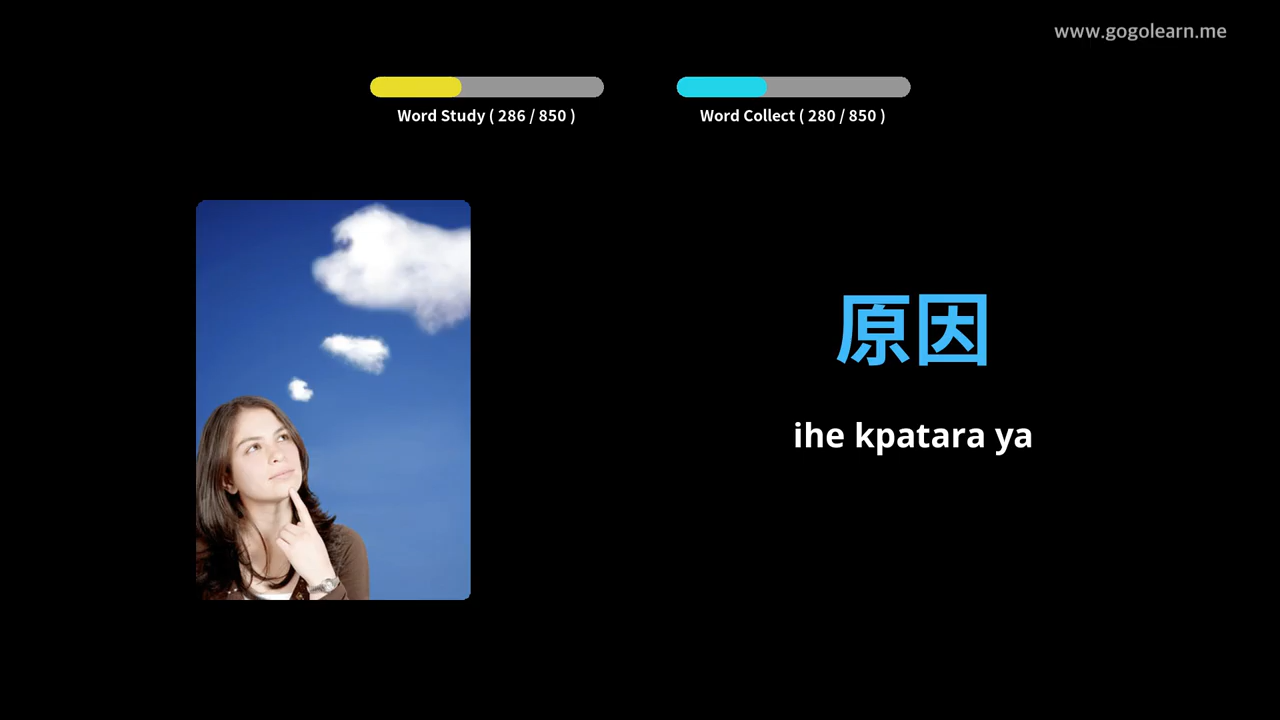 www.gogolearn.me
Word Study ( 286 / 850 )
Word Collect ( 280 / 850 )
原因
ihe kpatara ya